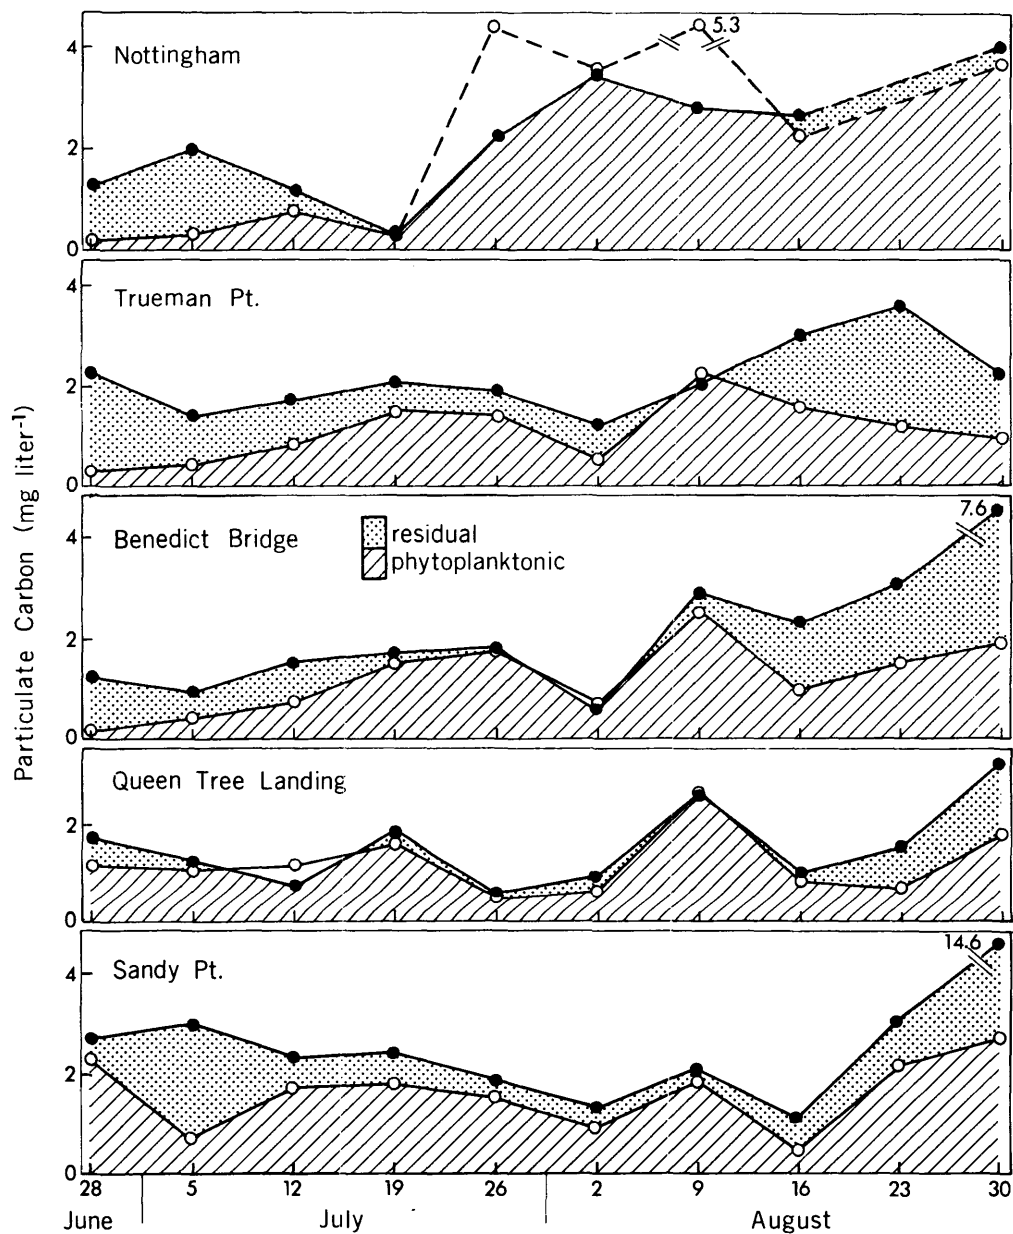 Nottingham
5.3
4
2
0
Trueman Pt.
4
2
0
Benedict Bridge
residual
phytoplanktonic
7.6
4
2
0
Queen Tree Landing
2
0
Sandy Pt.
14.6
4
2
0
Particulate Carbon (mg liter⁻¹)
28 5 12 19 26 2 9 16 23 30
June July August